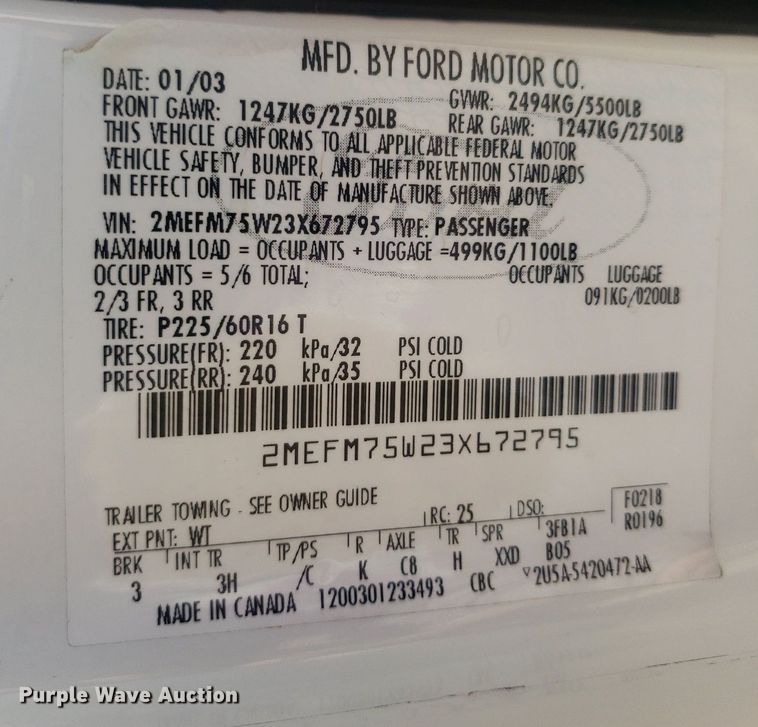 MFD. BY FORD MOTOR CO.
DATE: 01/03 GVWR: 2494KG/5500LB
FRONT GAWR: 1247KG/2750LB REAR GAWR: 1247KG/2750LB
THIS VEHICLE CONFORMS TO ALL APPLICABLE FEDERAL MOTOR
VEHICLE SAFETY, BUMPER, AND THEFT PREVENTION STANDARDS
IN EFFECT ON THE DATE OF MANUFACTURE SHOWN ABOVE.
VIN: 2MEFM75W23X672795 TYPE: PASSENGER
MAXIMUM LOAD = OCCUPANTS + LUGGAGE =499KG/1100LB
OCCUPANTS = 5/6 TOTAL; OCCUPANTS LUGGAGE
2/3 FR, 3 RR 091KG/0200LB
TIRE: P225/60R16 T
PRESSURE(FR): 220 kPa/32 PSI COLD
PRESSURE(RR): 240 kPa/35 PSI COLD
2MEFM75W23X672795
TRAILER TOWING - SEE OWNER GUIDE
EXT PNT: WT RC: 25 DSO: F0218
R0196
BRK INT TR TP/PS R AXLE TR SPR 3FB1A
3 3H /C K C8 H XXD B05
MADE IN CANADA 1200301233493 CBC 2U5A-5420472-AA
Purple Wave Auction